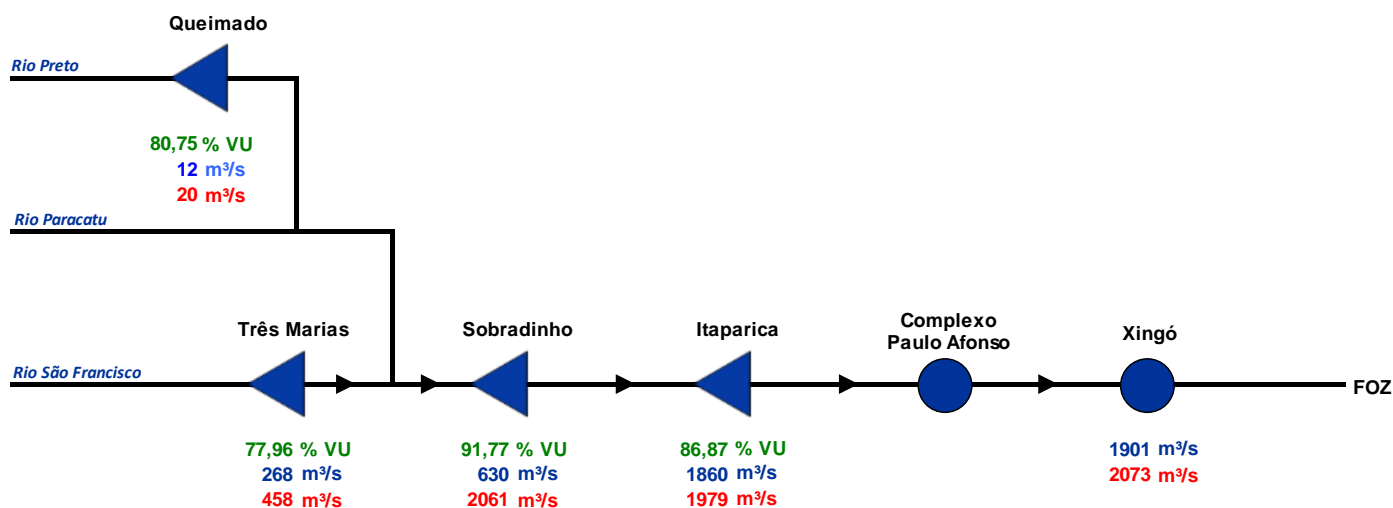 Queimado
Rio Preto
80,75 % VU
12 m³/s
20 m³/s
Rio Paracatu
Três Marias
Sobradinho
Itaparica
Complexo
Paulo Afonso
Xingó
Rio São Francisco
FOZ
77,96 % VU
268 m³/s
458 m³/s
91,77 % VU
630 m³/s
2061 m³/s
86,87 % VU
1860 m³/s
1979 m³/s
1901 m³/s
2073 m³/s